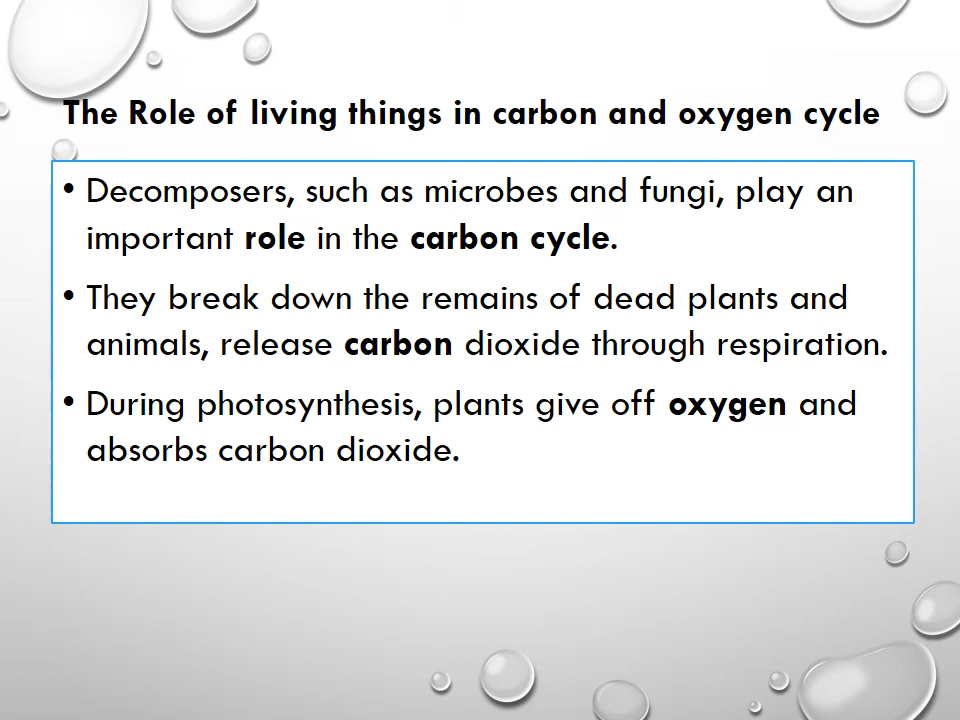 The Role of living things in carbon and oxygen cycle
• Decomposers, such as microbes and fungi, play an
important role in the carbon cycle.
• They break down the remains of dead plants and
animals, release carbon dioxide through respiration.
• During photosynthesis, plants give off oxygen and
absorbs carbon dioxide.